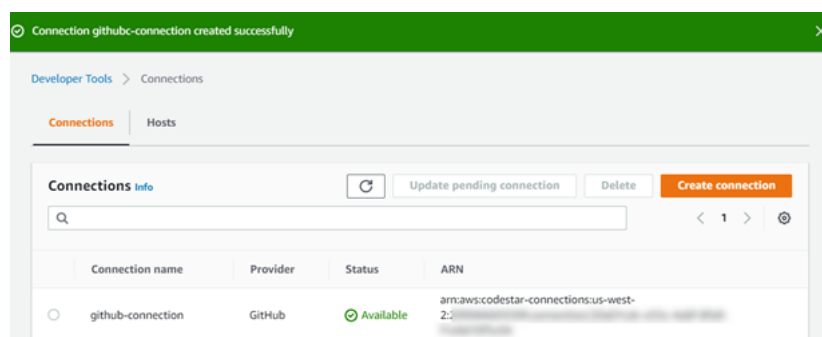 Connection githubc-connection created successfully
Developer Tools > Connections
Connections Hosts
Connections Info Update pending connection Delete Create connection
< 1 >
Connection name Provider Status ARN
github-connection GitHub Available arn:aws:codestar-connections:us-west-
2: